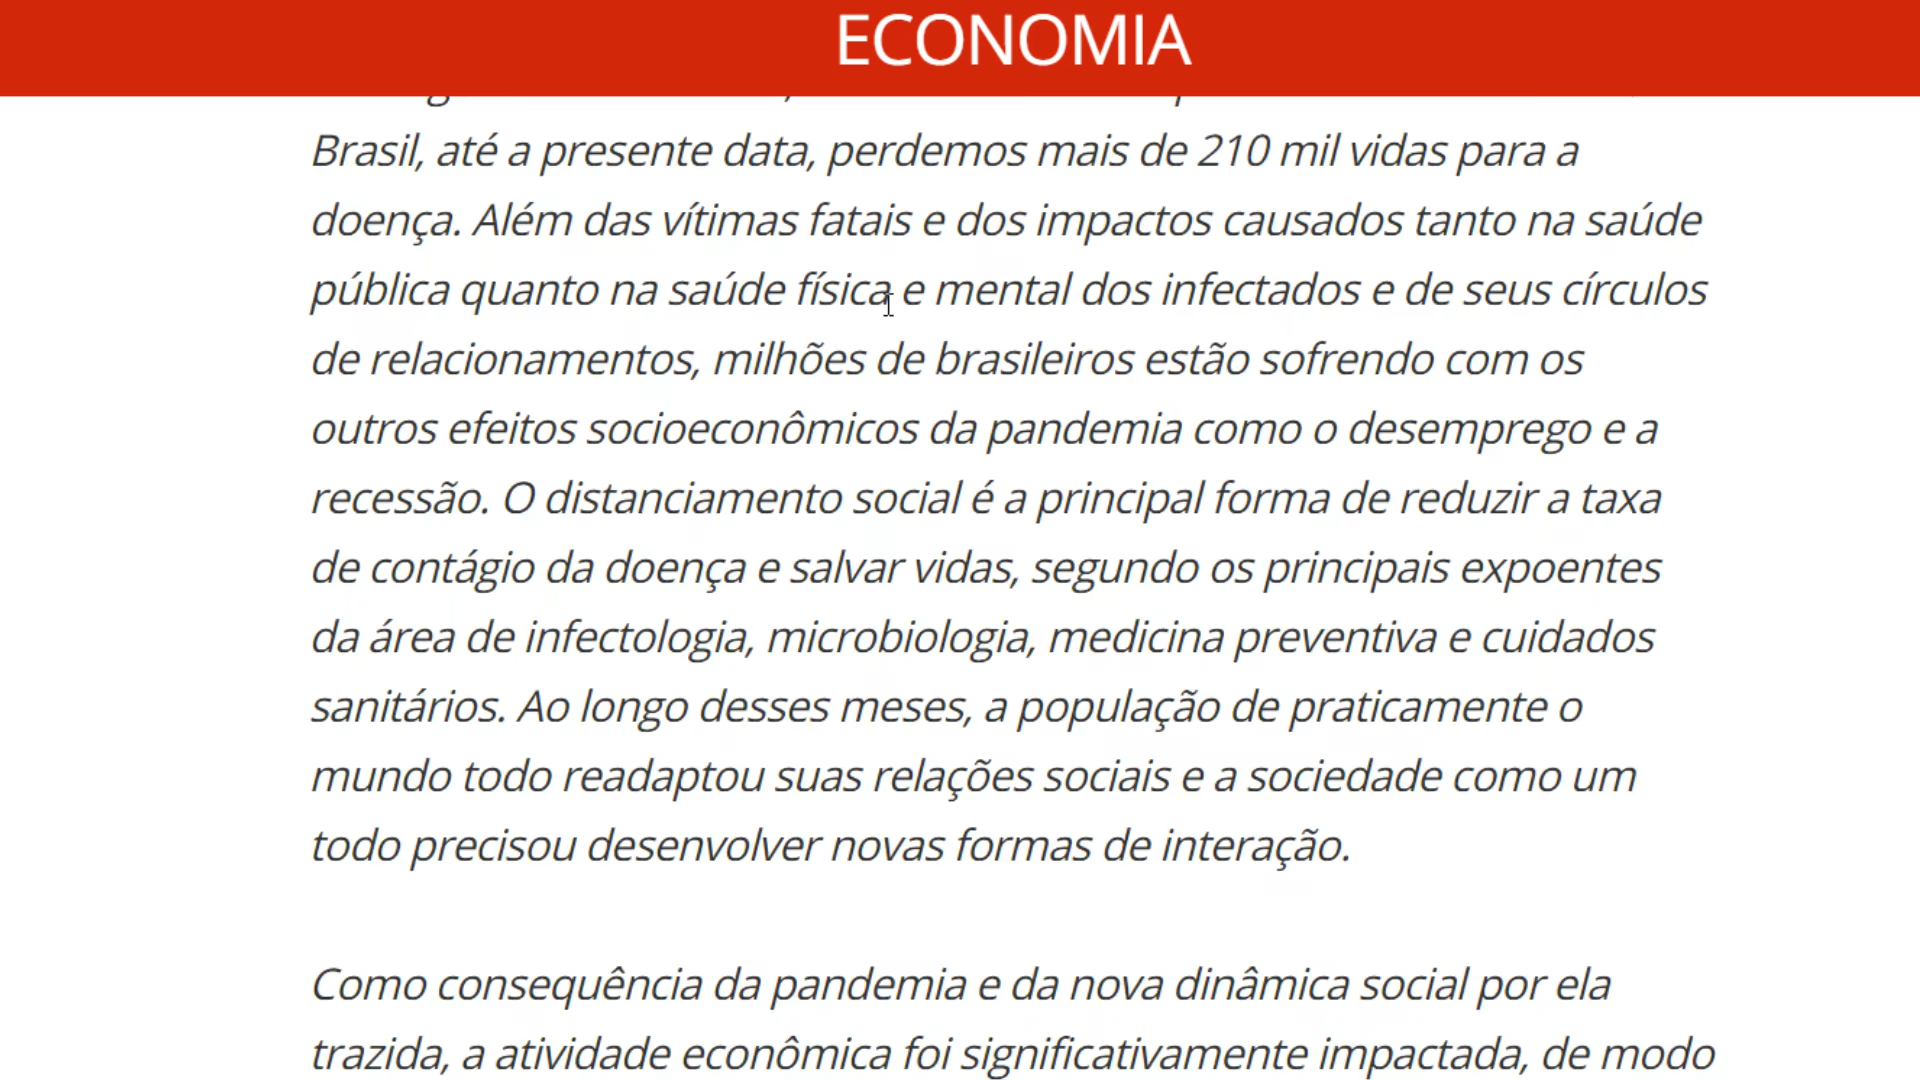 ECONOMIA
Brasil, até a presente data, perdemos mais de 210 mil vidas para a
doença. Além das vítimas fatais e dos impactos causados tanto na saúde
pública quanto na saúde física e mental dos infectados e de seus círculos
de relacionamentos, milhões de brasileiros estão sofrendo com os
outros efeitos socioeconômicos da pandemia como o desemprego e a
recessão. O distanciamento social é a principal forma de reduzir a taxa
de contágio da doença e salvar vidas, segundo os principais expoentes
da área de infectologia, microbiologia, medicina preventiva e cuidados
sanitários. Ao longo desses meses, a população de praticamente o
mundo todo readaptou suas relações sociais e a sociedade como um
todo precisou desenvolver novas formas de interação.
Como consequência da pandemia e da nova dinâmica social por ela
trazida, a atividade econômica foi significativamente impactada, de modo